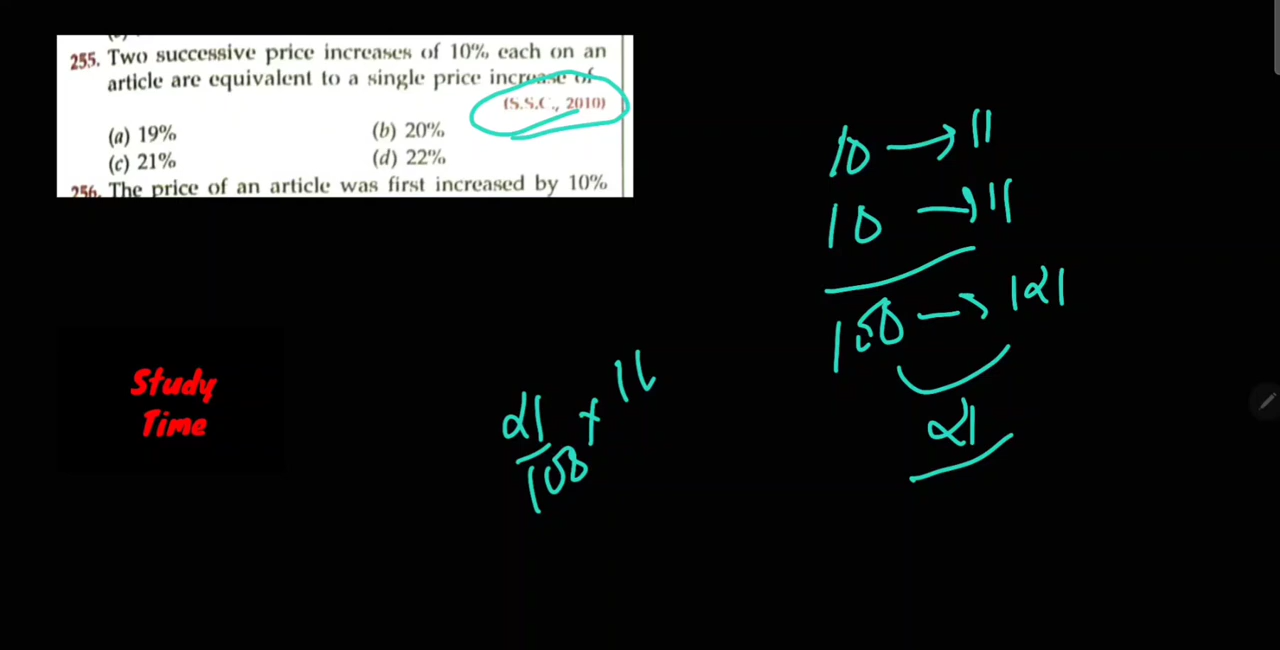 255. Two successive price increases of 10% each on an
article are equivalent to a single price increase of
(S.S.C., 2010)
(a) 19% (b) 20%
(c) 21% (d) 22%
256. The price of an article was first increased by 10%
10 → 11
10 → 11
100 → 121
21
21
100
×
Study
Time